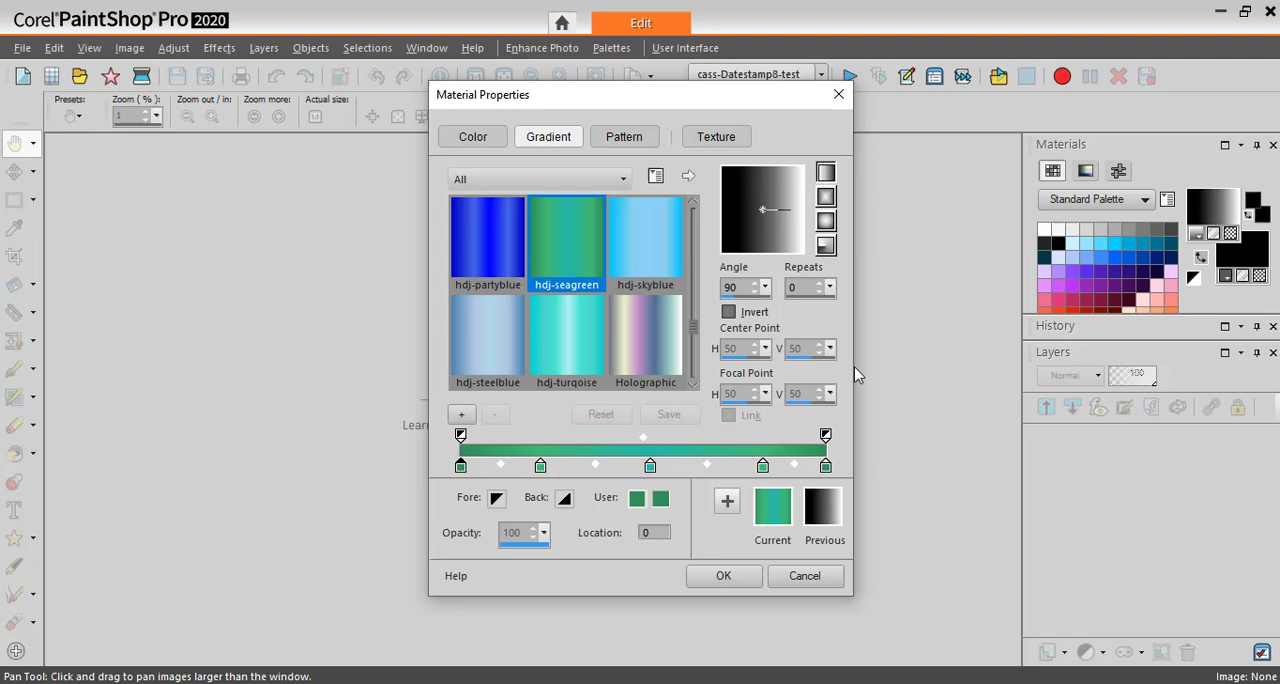 Corel®PaintShop®Pro 2020
Edit
File Edit View Image Adjust Effects Layers Objects Selections Window Help Enhance Photo Palettes User Interface
cass-Datestamp8-test
Presets: Zoom ( % ): Zoom out / in: Zoom more: Actual size:
1
Material Properties
Color Gradient Pattern Texture
All
hdj-partyblue hdj-seagreen hdj-skyblue
hdj-steelblue hdj-turqoise Holographic
Angle Repeats
90 0
Invert
Center Point
H 50 V 50
Focal Point
H 50 V 50
Link
+ - Reset Save
Fore: Back: User:
Opacity: 100 Location: 0
Current Previous
Help OK Cancel
Lear
Materials
Standard Palette
History
Layers
Normal 100
Pan Tool: Click and drag to pan images larger than the window.
Image: None